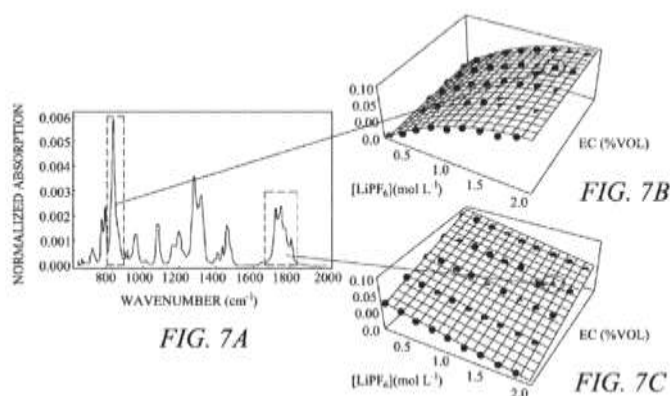 NORMALIZED ABSORPTION
0.006
0.005
0.004
0.003
0.002
0.001
0.000
800 1000 1200 1400 1600 1800 2000
WAVENUMBER (cm⁻¹)
FIG. 7A
0.10
0.05
0.00
0.0
0.5
1.0
1.5
2.0
[LiPF₆](mol L⁻¹)
EC (%VOL)
FIG. 7B
0.10
0.05
0.00
0.0
0.5
1.0
1.5
2.0
[LiPF₆](mol L⁻¹)
EC (%VOL)
FIG. 7C